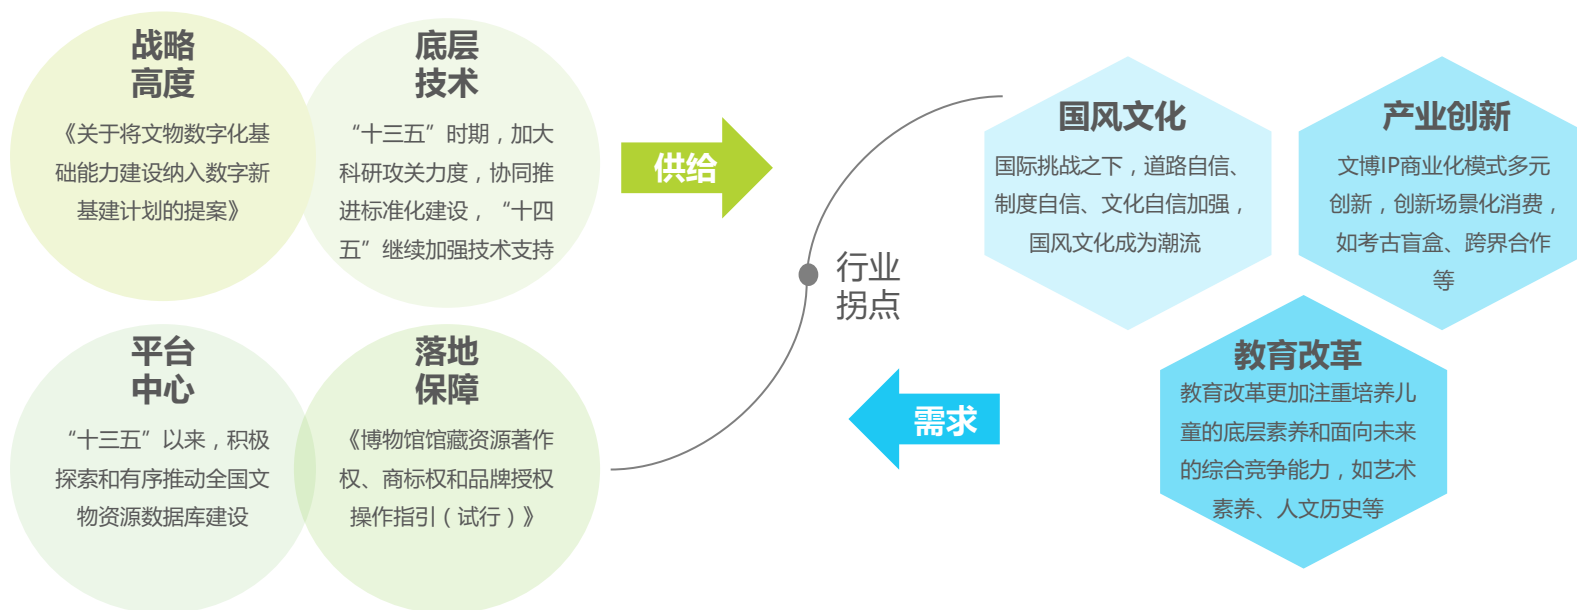 战略
高度
《关于将文物数字化基
础能力建设纳入数字新
基建计划的提案》
底层
技术
“十三五”时期，加大
科研攻关力度，协同推
进标准化建设，“十四
五”继续加强技术支持
平台
中心
“十三五”以来，积极
探索和有序推动全国文
物资源数据库建设
落地
保障
《博物馆馆藏资源著作
权、商标权和品牌授权
操作指引（试行）》
供给
行业
拐点
需求
国风文化
国际挑战之下，道路自信、
制度自信、文化自信加强，
国风文化成为潮流
产业创新
文博IP商业化模式多元
创新，创新场景化消费，
如考古盲盒、跨界合作
等
教育改革
教育改革更加注重培养儿
童的底层素养和面向未来
的综合竞争能力，如艺术
素养、人文历史等